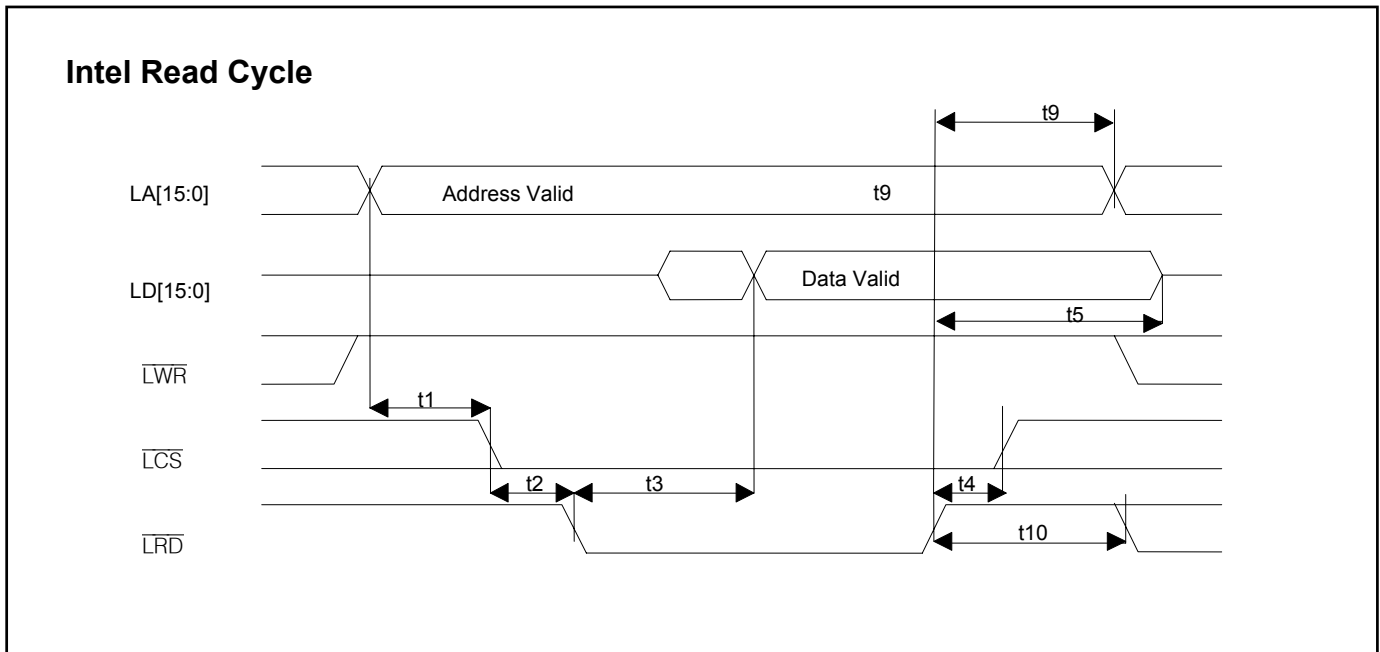 Intel Read Cycle
t9
LA[15:0]
Address Valid
t9
LD[15:0]
Data Valid
t5
LWR
t1
LCS
t2
t3
t4
LRD
t10